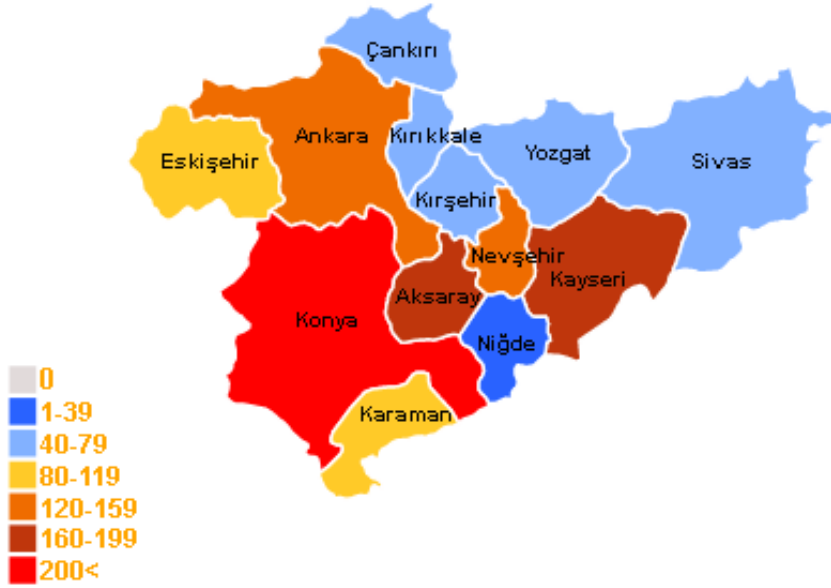 Çankırı
Ankara
Kırıkkale
Eskişehir
Yozgat
Sivas
Kırşehir
Nevşehir
Kayseri
Aksaray
Konya
Niğde
Karaman
0
1-39
40-79
80-119
120-159
160-199
200<